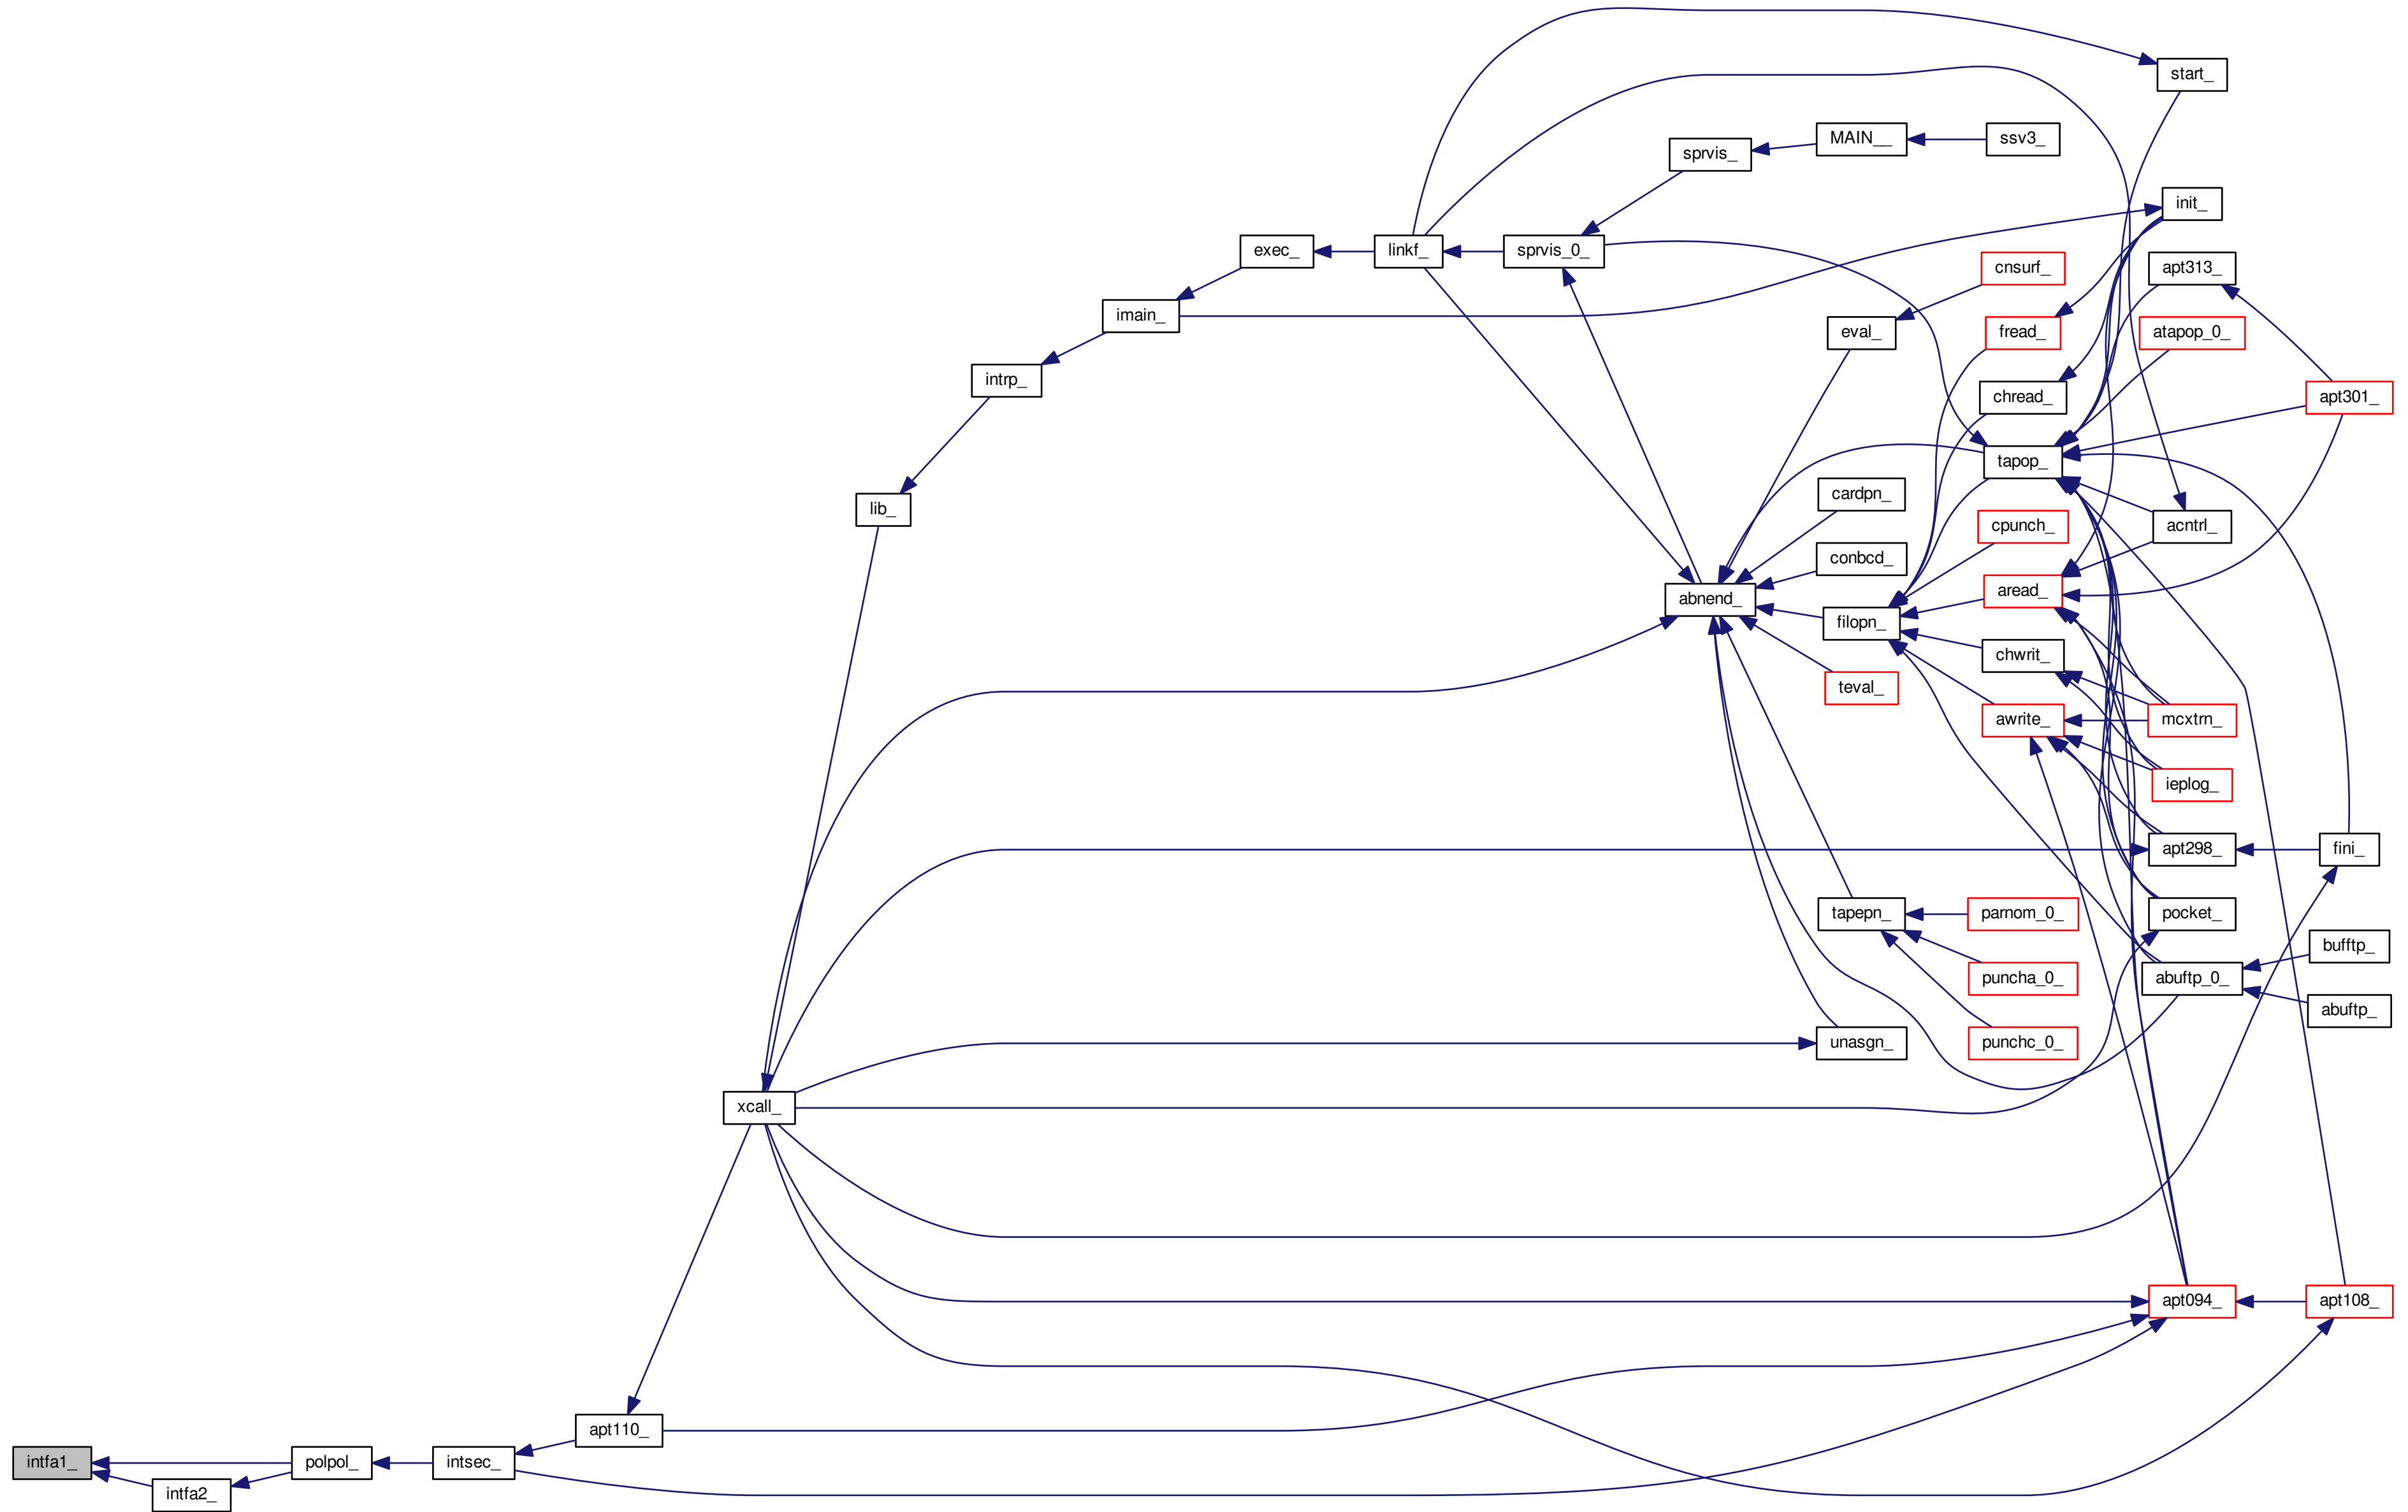 start_
MAIN__
ssv3_
sprvis_
init_
exec_
linkf_
sprvis_0_
cnsurf_
apt313_
imain_
eval_
fread_
atapop_0_
intrp_
chread_
apt301_
tapop_
lib_
cardpn_
cpunch_
acntrl_
conbcd_
abnend_
aread_
filopn_
chwrit_
teval_
awrite_
mcxtrn_
ieplog_
apt298_
fini_
tapepn_
parnom_0_
pocket_
bufftp_
puncha_0_
abuftp_0_
abuftp_
unasgn_
punchc_0_
xcall_
apt094_
apt108_
apt110_
intfa1_
polpol_
intsec_
intfa2_